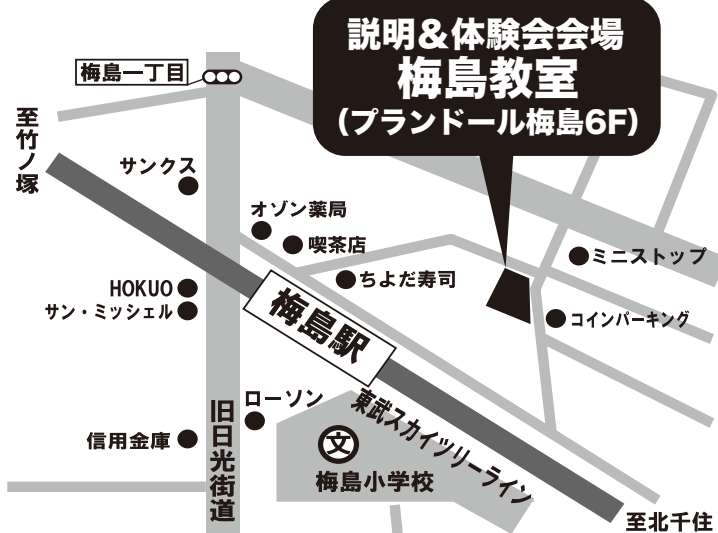 説明＆体験会会場
梅島教室
（プランドール梅島6F）
梅島一丁目
至竹ノ塚
サンクス
オゾン薬局
喫茶店
ちよだ寿司
ミニストップ
HOKUO
サン・ミッシェル
コインパーキング
梅島駅
ローソン
旧日光街道
信用金庫
東武スカイツリーライン
文
梅島小学校
至北千住